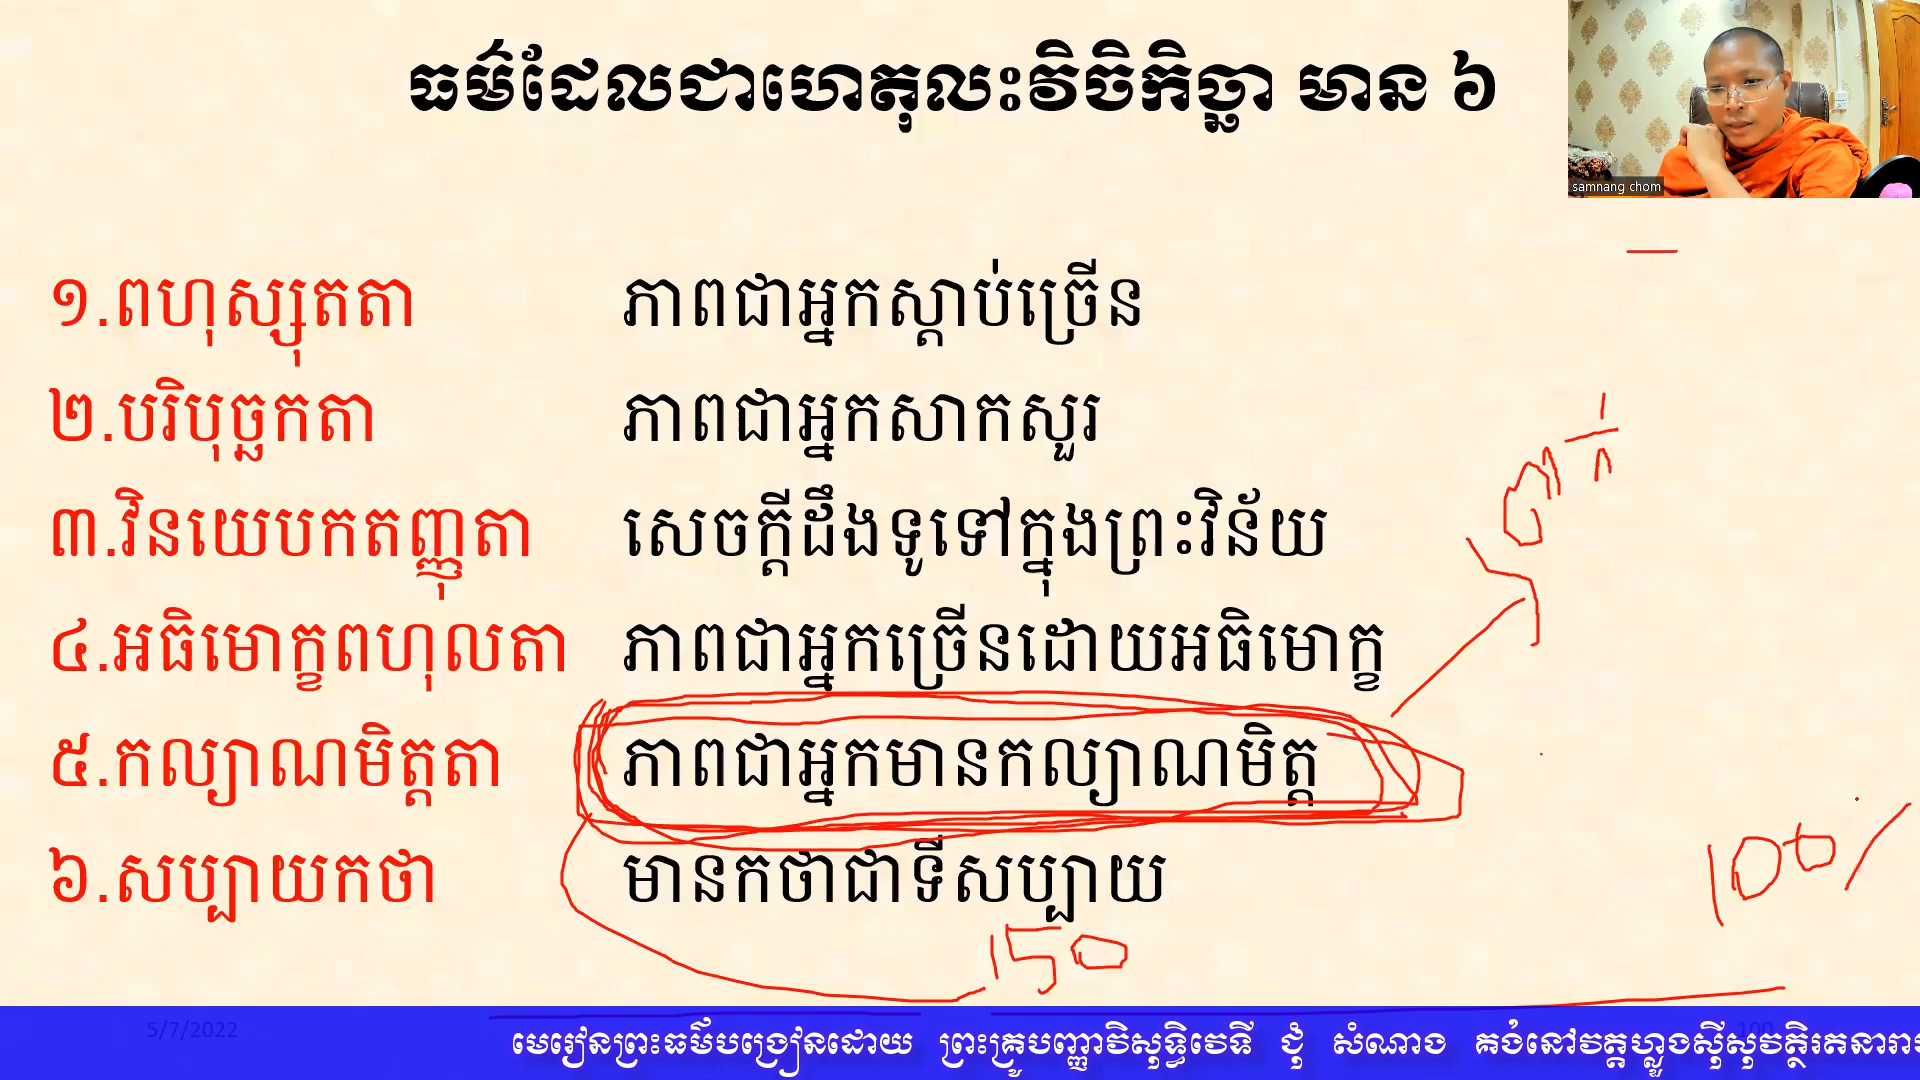 ធម៌ដែលជាហេតុលះវិចិកិច្ឆា មាន ៦
samnang chom
១.ពហុស្សុតតា ភាពជាអ្នកស្តាប់ច្រើន
២.បរិបុច្ឆកតា ភាពជាអ្នកសាកសួរ
៣.វិនយេបកតញ្ញុតា សេចក្តីដឹងទូទៅក្នុងព្រះវិន័យ
៤.អធិមោក្ខពហុលតា ភាពជាអ្នកច្រើនដោយអធិមោក្ខ
៥.កល្យាណមិត្តតា ភាពជាអ្នកមានកល្យាណមិត្ត
៦.សប្បាយកថា មានកថាជាទីសប្បាយ
100%
150
5/7/2022
មេរៀនព្រះធម៌បង្រៀនដោយ ព្រះគ្រូបញ្ញាវិសុទ្ធិវេទី ជុំ សំណាង គង់នៅវត្តហ្លួងស៊ីសុវត្ថិរតនារា